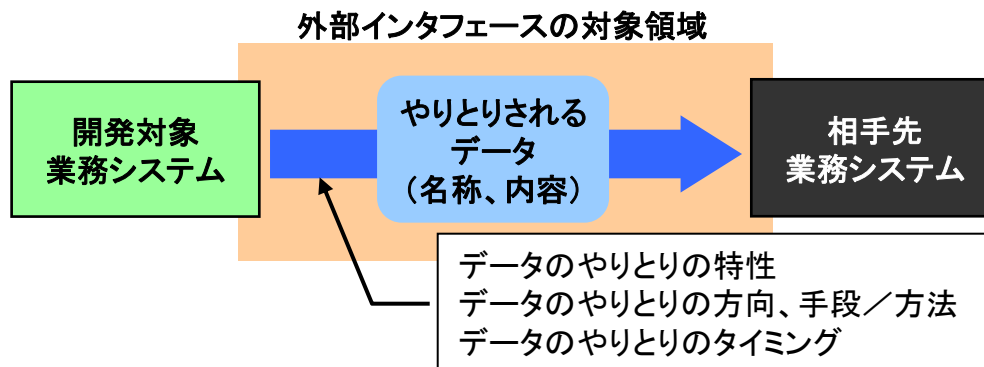 外部インタフェースの対象領域
開発対象
業務システム
やりとりされる
データ
（名称、内容）
相手先
業務システム
データのやりとりの特性
データのやりとりの方向、手段／方法
データのやりとりのタイミング